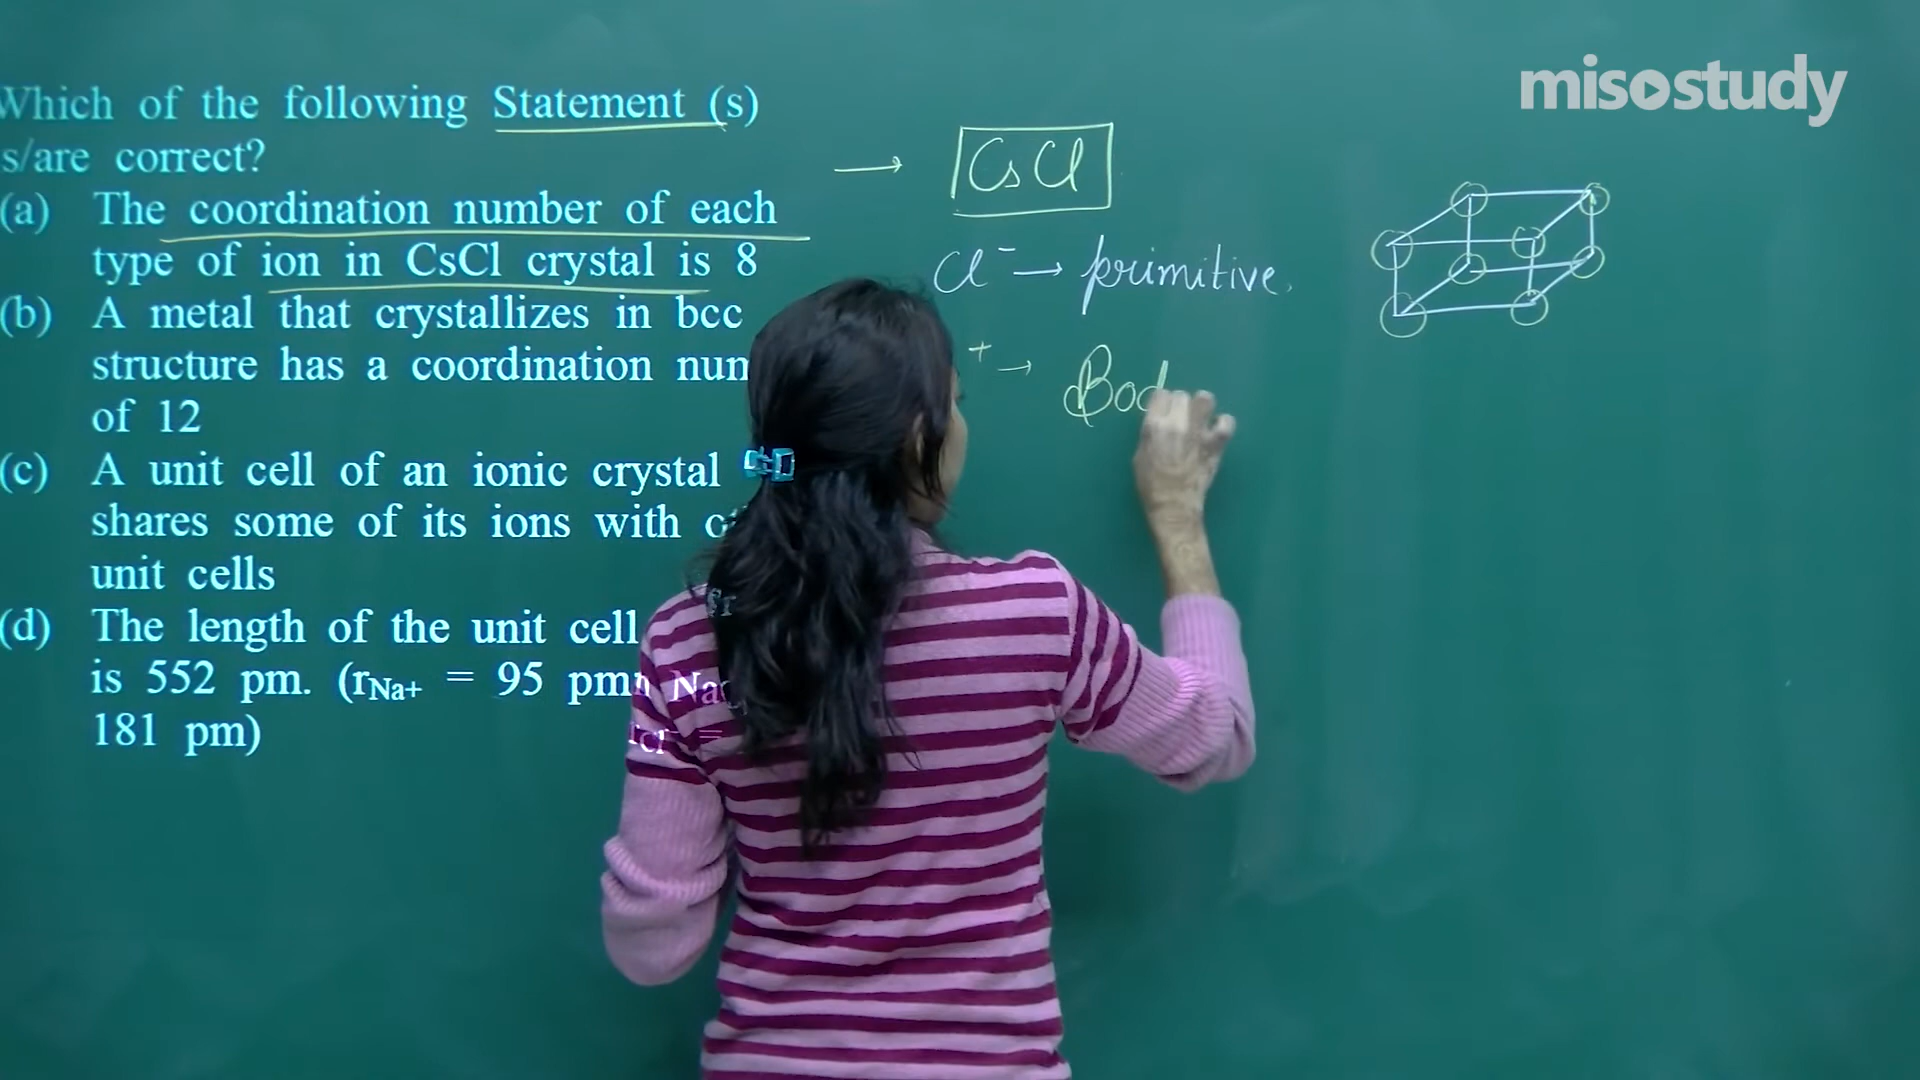 misostudy
Which of the following Statement (s)
s/are correct?
(a) The coordination number of each
type of ion in CsCl crystal is 8
(b) A metal that crystallizes in bcc
structure has a coordination
of 12
(c) A unit cell of an ionic crystal
shares some of its ions with
unit cells
(d) The length of the unit cell
is 552 pm. (rNa+ = 95 pm
181 pm)
→ CsCl
Cl⁻ → primitive.
+ → Bod